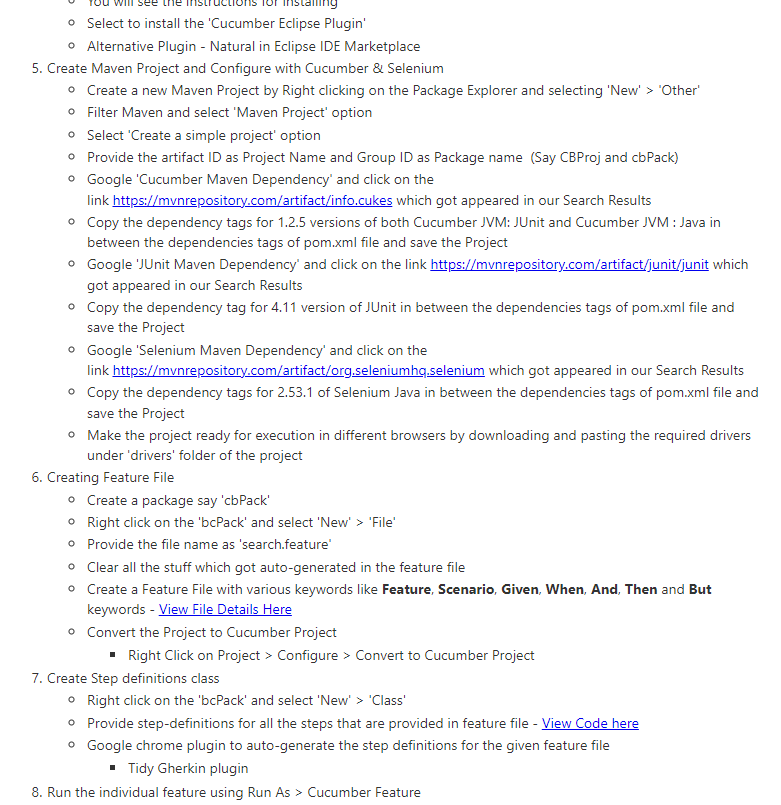 You will see the instructions for installing
Select to install the 'Cucumber Eclipse Plugin'
Alternative Plugin - Natural in Eclipse IDE Marketplace
5. Create Maven Project and Configure with Cucumber & Selenium
Create a new Maven Project by Right clicking on the Package Explorer and selecting 'New' > 'Other'
Filter Maven and select 'Maven Project' option
Select 'Create a simple project' option
Provide the artifact ID as Project Name and Group ID as Package name (Say CBProj and cbPack)
Google 'Cucumber Maven Dependency' and click on the
link https://mvnrepository.com/artifact/info.cukes which got appeared in our Search Results
Copy the dependency tags for 1.2.5 versions of both Cucumber JVM: JUnit and Cucumber JVM : Java in
between the dependencies tags of pom.xml file and save the Project
Google 'JUnit Maven Dependency' and click on the link https://mvnrepository.com/artifact/junit/junit which
got appeared in our Search Results
Copy the dependency tag for 4.11 version of JUnit in between the dependencies tags of pom.xml file and
save the Project
Google 'Selenium Maven Dependency' and click on the
link https://mvnrepository.com/artifact/org.seleniumhq.selenium which got appeared in our Search Results
Copy the dependency tags for 2.53.1 of Selenium Java in between the dependencies tags of pom.xml file and
save the Project
Make the project ready for execution in different browsers by downloading and pasting the required drivers
under 'drivers' folder of the project
6. Creating Feature File
Create a package say 'cbPack'
Right click on the 'bcPack' and select 'New' > 'File'
Provide the file name as 'search.feature'
Clear all the stuff which got auto-generated in the feature file
Create a Feature File with various keywords like Feature, Scenario, Given, When, And, Then and But
keywords - View File Details Here
Convert the Project to Cucumber Project
Right Click on Project > Configure > Convert to Cucumber Project
7. Create Step definitions class
Right click on the 'bcPack' and select 'New' > 'Class'
Provide step-definitions for all the steps that are provided in feature file - View Code here
Google chrome plugin to auto-generate the step definitions for the given feature file
Tidy Gherkin plugin
8. Run the individual feature using Run As > Cucumber Feature